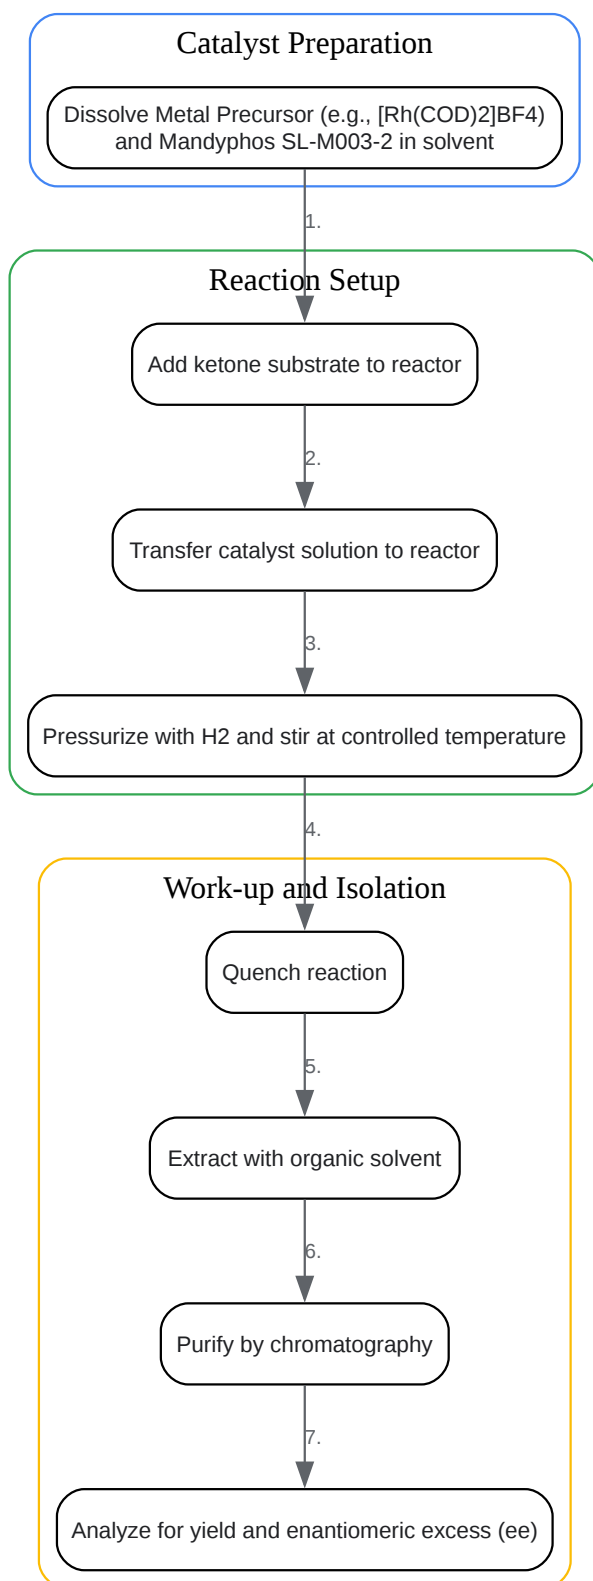 Catalyst Preparation
Dissolve Metal Precursor (e.g., [Rh(COD)2]BF4)
and Mandyphos SL-M003-2 in solvent
1.
Reaction Setup
Add ketone substrate to reactor
2.
Transfer catalyst solution to reactor
3.
Pressurize with H2 and stir at controlled temperature
4.
Work-up and Isolation
Quench reaction
5.
Extract with organic solvent
6.
Purify by chromatography
7.
Analyze for yield and enantiomeric excess (ee)